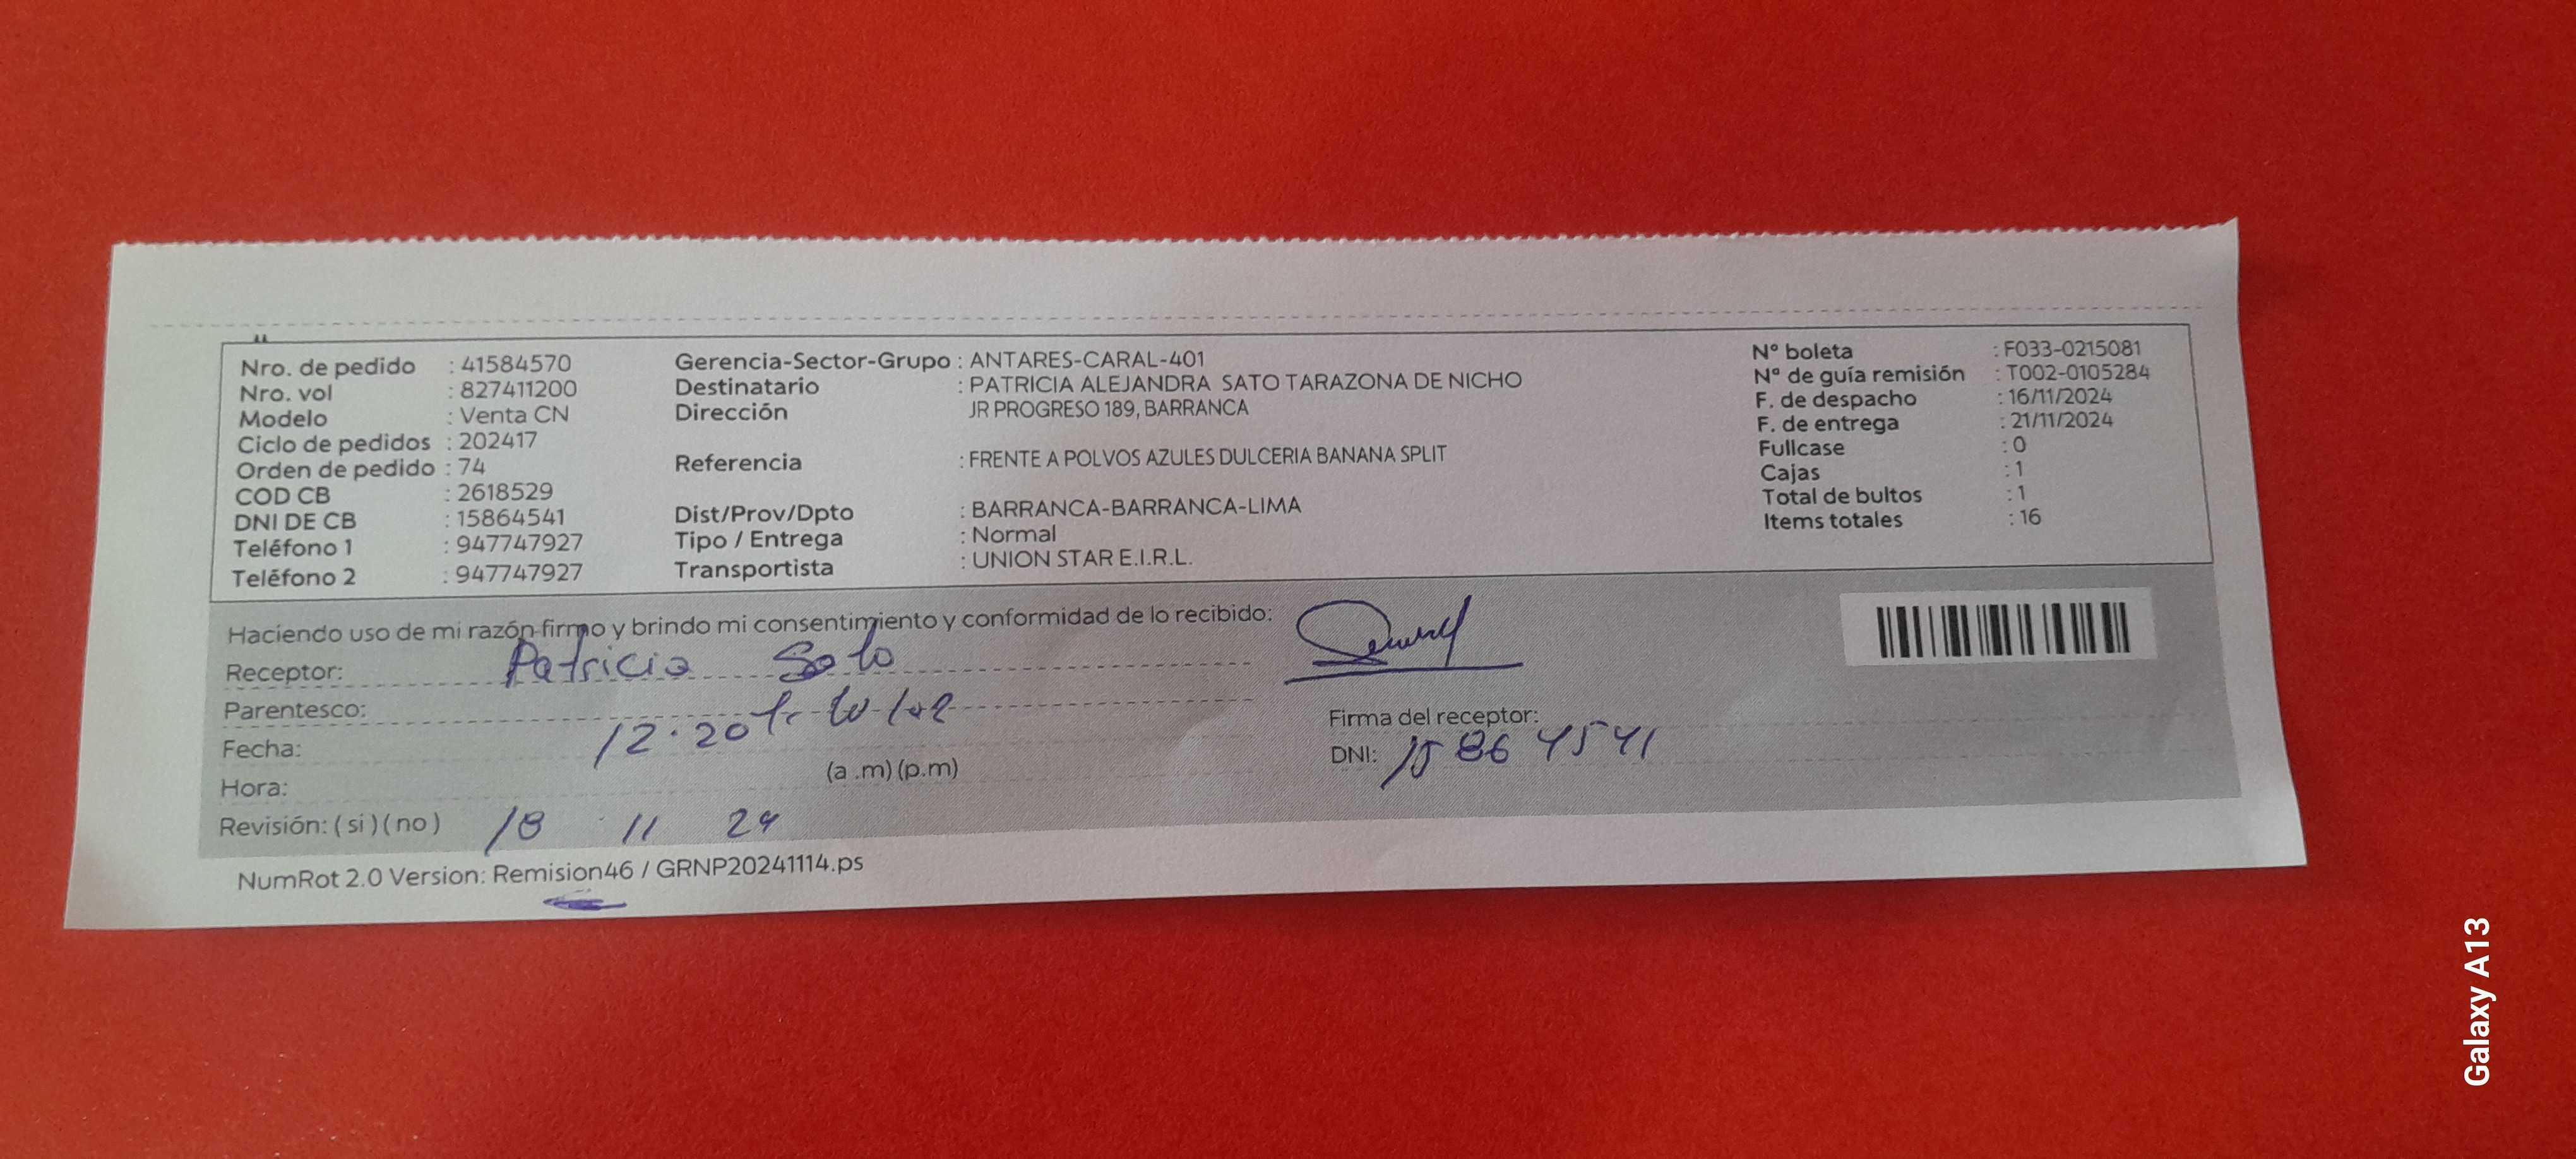 Nro. de pedido : 41584570
Nro. vol : 827411200
Modelo : Venta CN
Ciclo de pedidos : 202417
Orden de pedido : 74
COD CB : 2618529
DNI DE CB : 15864541
Teléfono 1 : 947747927
Teléfono 2 : 947747927
Gerencia-Sector-Grupo : ANTARES-CARAL-401
Destinatario : PATRICIA ALEJANDRA SATO TARAZONA DE NICHO
Dirección JR PROGRESO 189, BARRANCA
Referencia : FRENTE A POLVOS AZULES DULCERIA BANANA SPLIT
Dist/Prov/Dpto : BARRANCA-BARRANCA-LIMA
Tipo / Entrega : Normal
Transportista : UNION STAR E.I.R.L.
N° boleta : F033-0215081
N° de guía remisión : T002-0105284
F. de despacho : 16/11/2024
F. de entrega : 21/11/2024
Fullcase : 0
Cajas : 1
Total de bultos : 1
Items totales : 16
Haciendo uso de mi razón firmo y brindo mi consentimiento y conformidad de lo recibido:
Receptor: Patricia Sato
Parentesco:
Fecha: 12.20
Hora: (a .m) (p.m)
Revisión: ( si ) ( no ) 18 11 24
Firma del receptor:
DNI: 15864541
NumRot 2.0 Version: Remision46 / GRNP20241114.ps
Galaxy A13